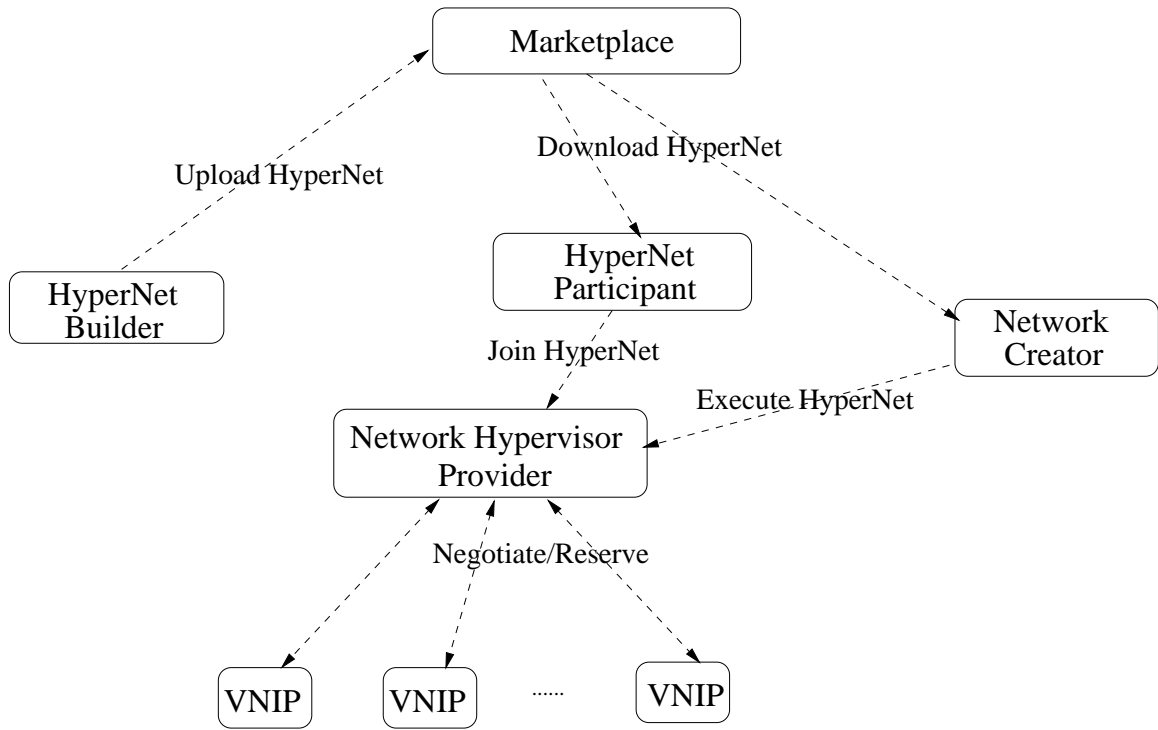 Marketplace
Download HyperNet
Upload HyperNet
HyperNet
Participant
HyperNet
Builder
Network
Creator
Join HyperNet
Execute HyperNet
Network Hypervisor
Provider
Negotiate/Reserve
VNIP
VNIP
......
VNIP